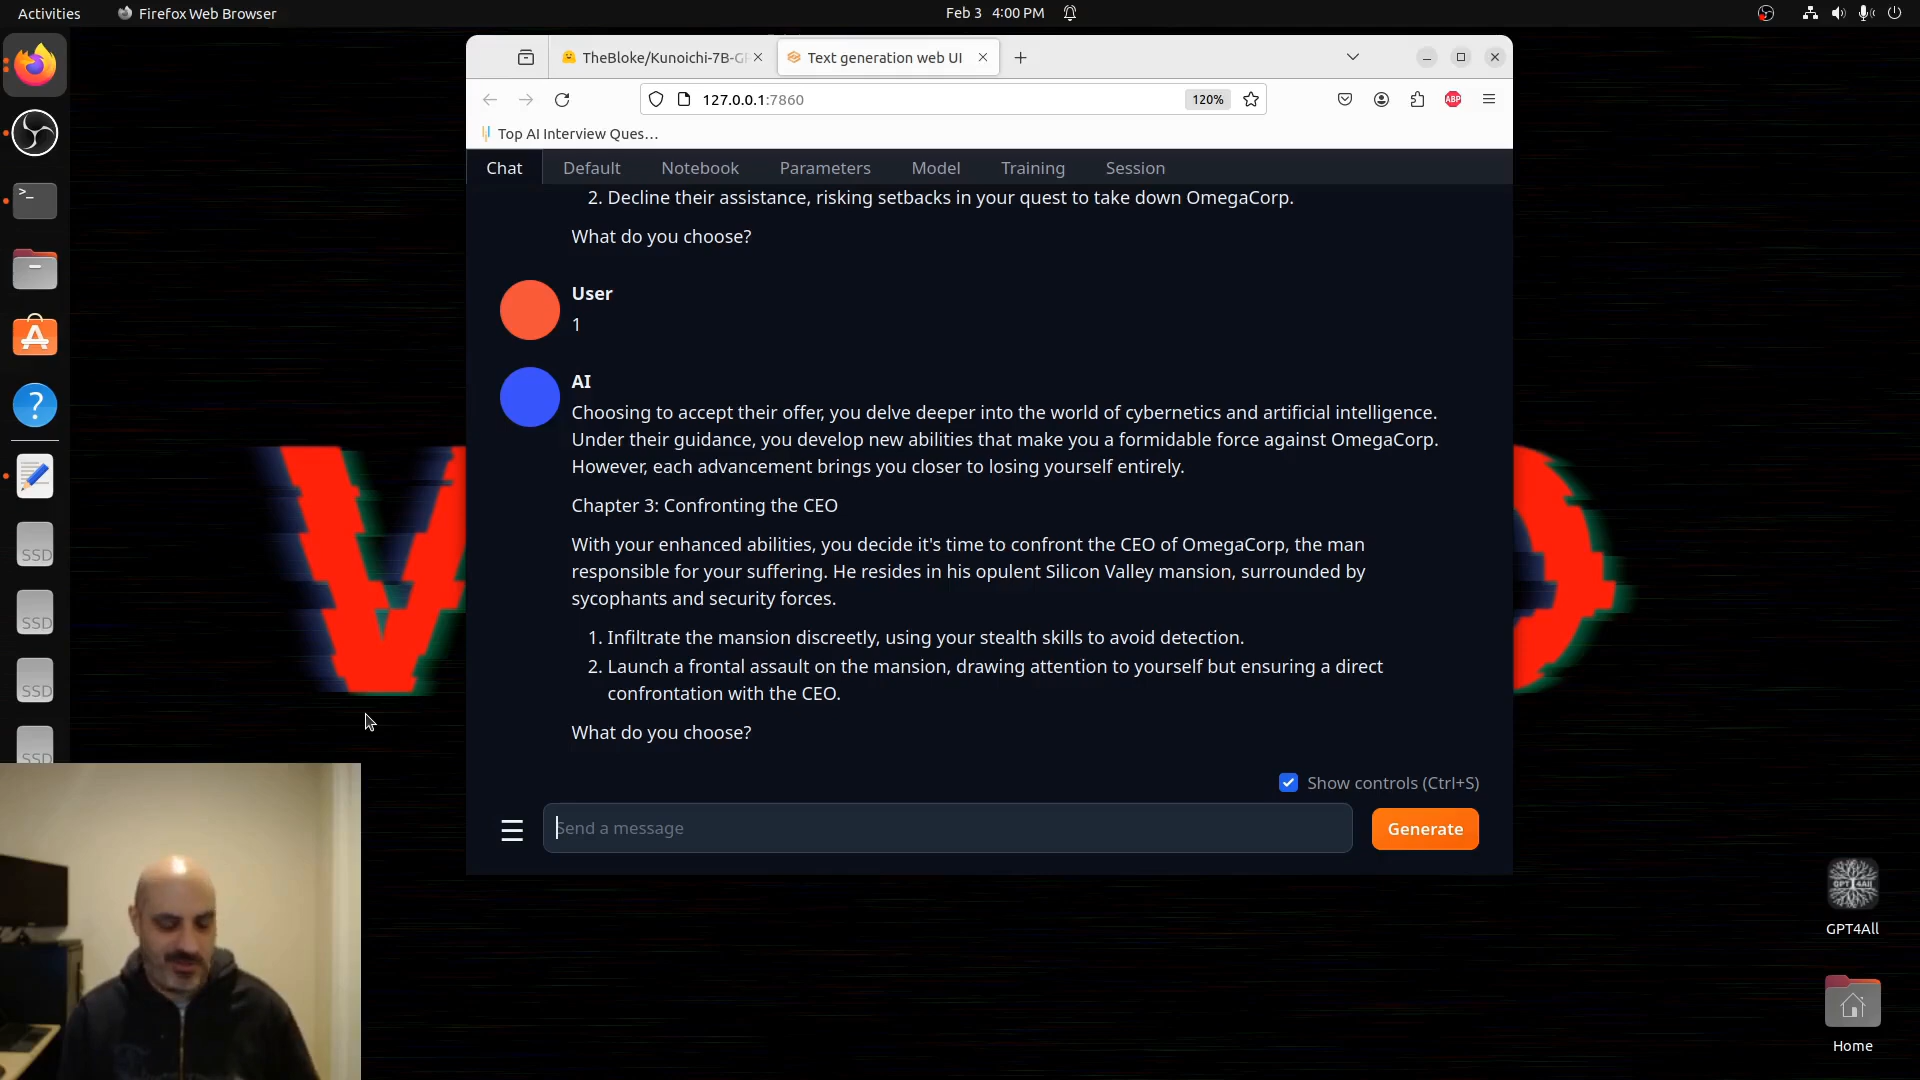 Activities
Firefox Web Browser
Feb 3 4:00 PM
TheBloke/Kunoichi-7B-G
Text generation web UI
127.0.0.1:7860
120%
ABP
Top AI Interview Ques…
Chat
Default
Notebook
Parameters
Model
Training
Session
2. Decline their assistance, risking setbacks in your quest to take down OmegaCorp.
What do you choose?
User
1
AI
Choosing to accept their offer, you delve deeper into the world of cybernetics and artificial intelligence.
Under their guidance, you develop new abilities that make you a formidable force against OmegaCorp.
However, each advancement brings you closer to losing yourself entirely.
Chapter 3: Confronting the CEO
With your enhanced abilities, you decide it's time to confront the CEO of OmegaCorp, the man
responsible for your suffering. He resides in his opulent Silicon Valley mansion, surrounded by
sycophants and security forces.
1. Infiltrate the mansion discreetly, using your stealth skills to avoid detection.
2. Launch a frontal assault on the mansion, drawing attention to yourself but ensuring a direct
confrontation with the CEO.
What do you choose?
Show controls (Ctrl+S)
Send a message
Generate
SSD
SSD
SSD
SSD
GPT4All
GPT4All
Home